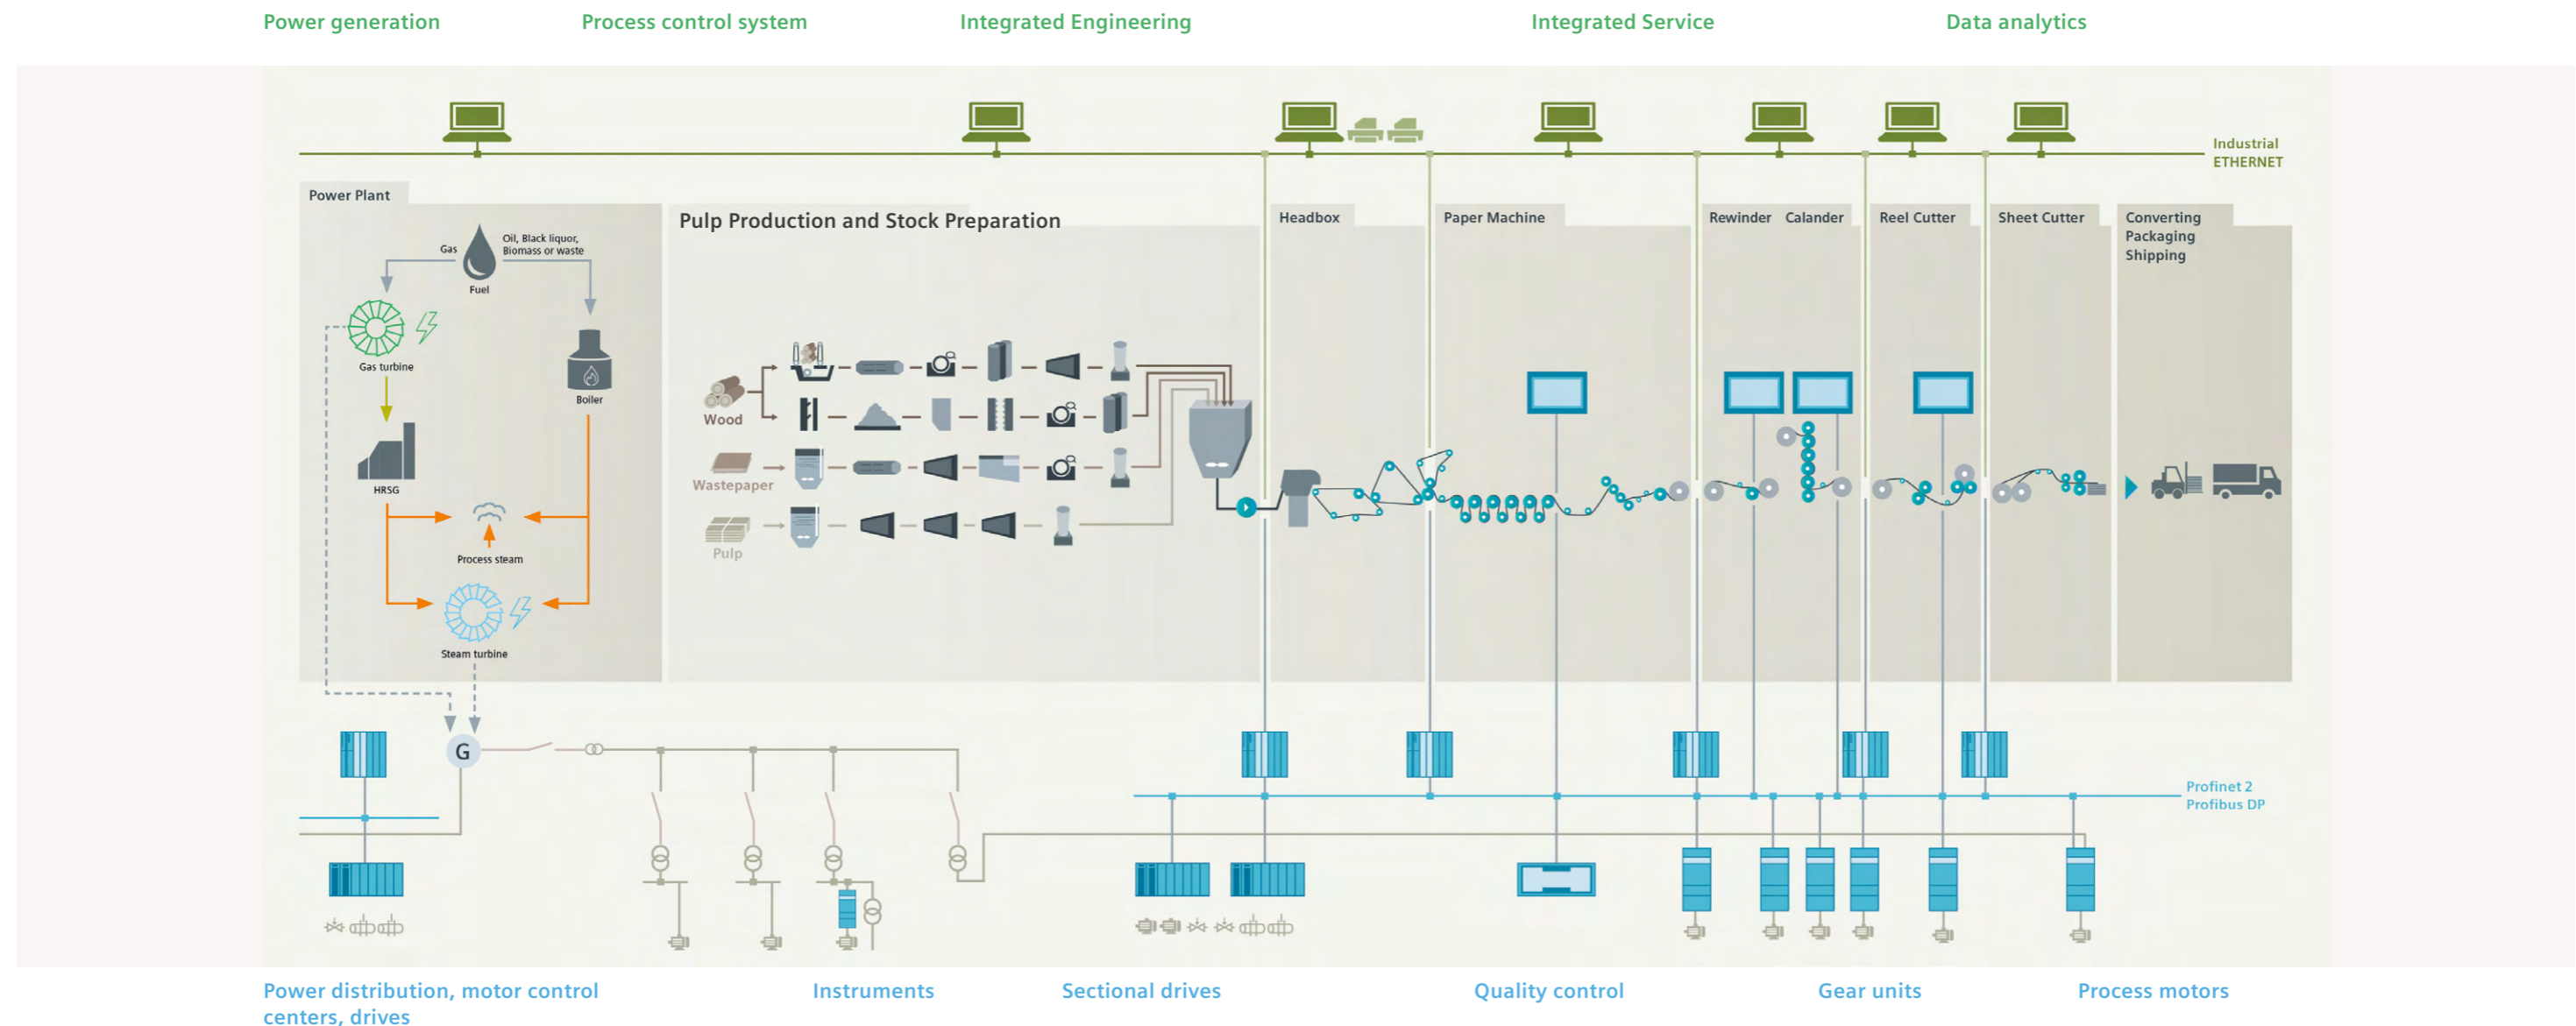 Power generation
Process control system
Integrated Engineering
Integrated Service
Data analytics
Industrial
ETHERNET
Power Plant
Gas
Oil, Black liquor,
Biomass or waste
Fuel
Gas turbine
Boiler
HRSG
Process steam
Steam turbine
G
Pulp Production and Stock Preparation
Wood
Wastepaper
Pulp
Headbox
Paper Machine
Rewinder
Calander
Reel Cutter
Sheet Cutter
Converting
Packaging
Shipping
Profinet 2
Profibus DP
Power distribution, motor control
centers, drives
Instruments
Sectional drives
Quality control
Gear units
Process motors